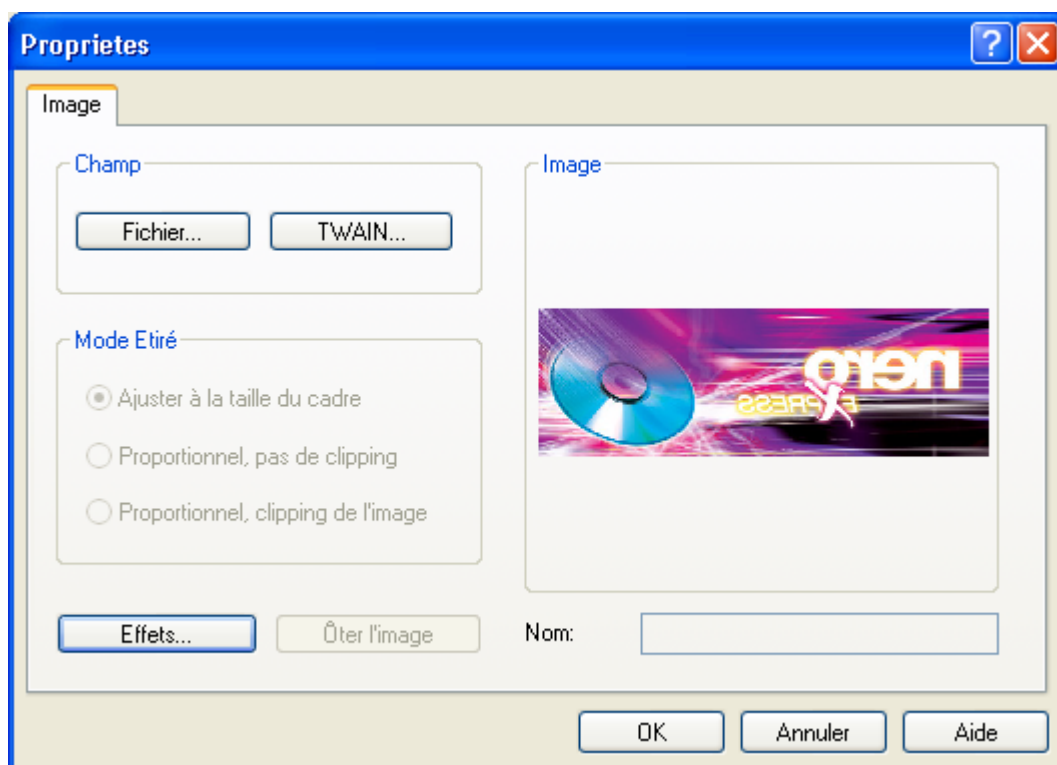 Proprietes
Image
Champ
Fichier...
TWAIN...
Mode Etiré
Ajuster à la taille du cadre
Proportionnel, pas de clipping
Proportionnel, clipping de l'image
Effets...
Ôter l'image
Image
nero
EXPRESS
Nom:
OK
Annuler
Aide